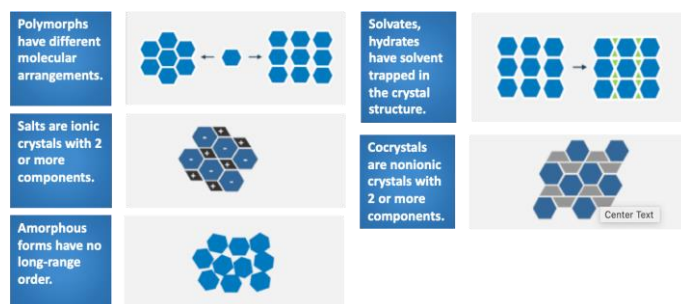 Polymorphs
have different
molecular
arrangements.
Solvates,
hydrates
have solvent
trapped in
the crystal
structure.
Salts are ionic
crystals with 2
or more
components.
Cocrystals
are nonionic
crystals with
2 or more
components.
Center Text
Amorphous
forms have no
long-range
order.